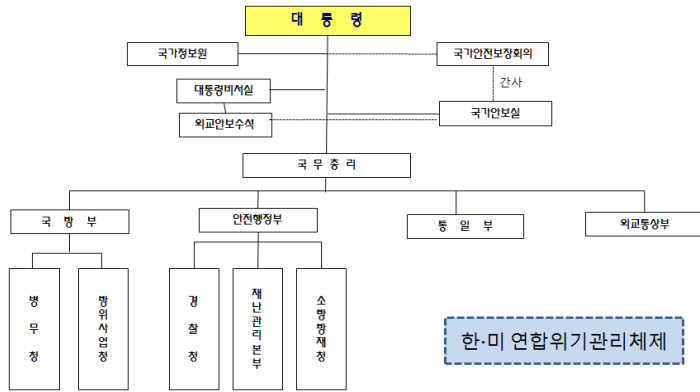 대 통 령
국가정보원
국가안전보장회의
간사
대통령비서실
국가안보실
외교안보수석
국 무 총 리
국 방 부
안전행정부
통 일 부
외교통상부
병 무 청
방위사업청
경 찰 청
재난관리본부
소방방재청
한·미 연합위기관리체제